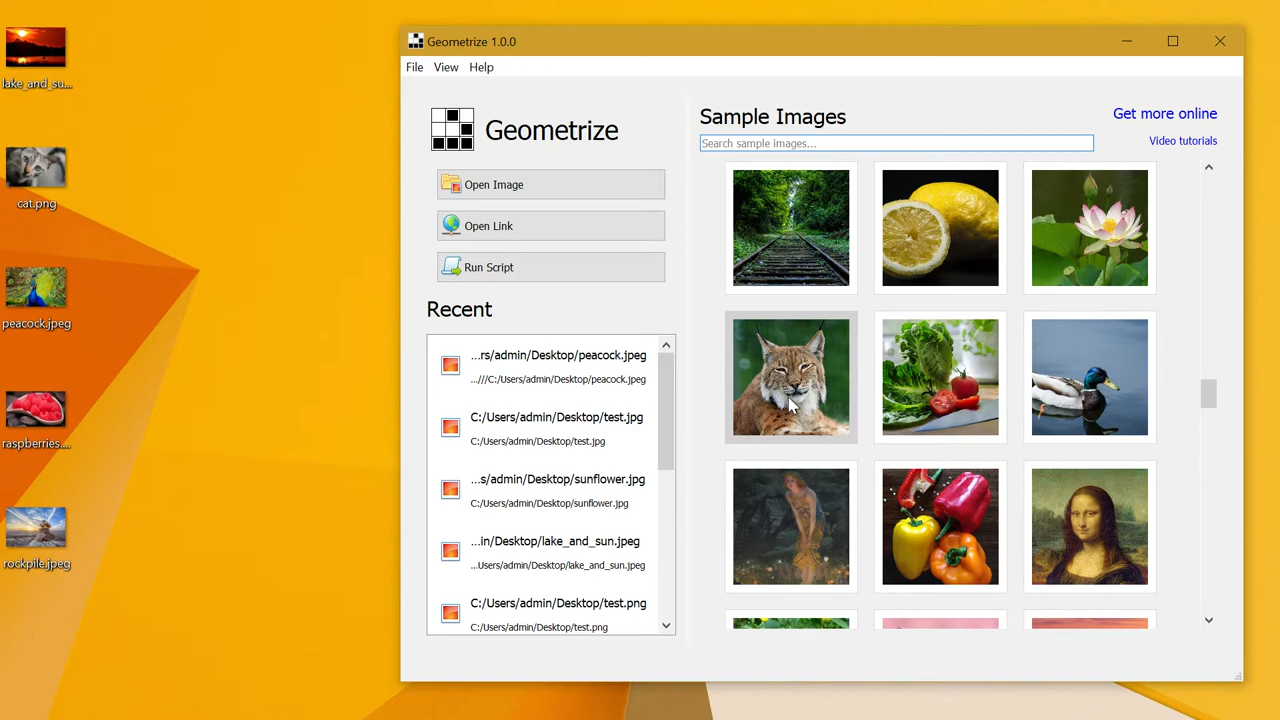 lake_and_su...
cat.png
peacock.jpeg
raspberries....
rockpile.jpeg
Geometrize 1.0.0
File View Help
Geometrize
Open Image
Open Link
Run Script
Recent
...rs/admin/Desktop/peacock.jpeg
...///C:/Users/admin/Desktop/peacock.jpeg
C:/Users/admin/Desktop/test.jpg
C:/Users/admin/Desktop/test.jpg
...s/admin/Desktop/sunflower.jpg
C:/Users/admin/Desktop/sunflower.jpg
...in/Desktop/lake_and_sun.jpeg
...Users/admin/Desktop/lake_and_sun.jpeg
C:/Users/admin/Desktop/test.png
C:/Users/admin/Desktop/test.png
Sample Images
Get more online
Search sample images...
Video tutorials